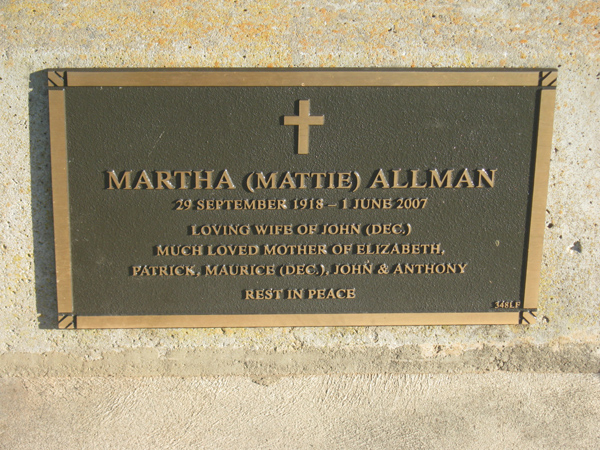 MARTHA (MATTIE) ALLMAN
29 SEPTEMBER 1918 – 1 JUNE 2007
LOVING WIFE OF JOHN (DEC.)
MUCH LOVED MOTHER OF ELIZABETH,
PATRICK, MAURICE (DEC.), JOHN & ANTHONY
REST IN PEACE